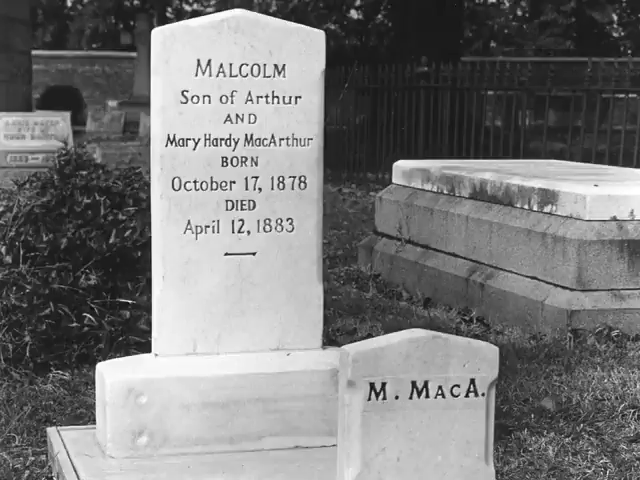 MALCOLM
Son of Arthur
AND
Mary Hardy MacArthur
BORN
October 17, 1878
DIED
April 12, 1883
M. MACA.